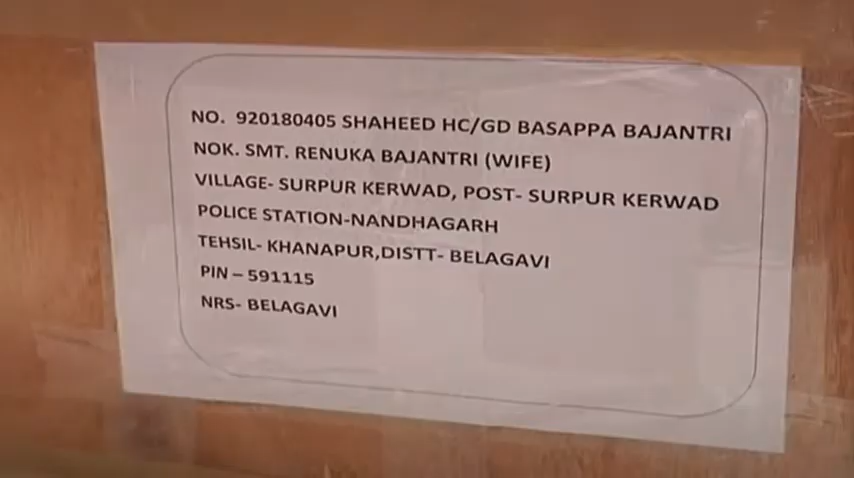 NO. 920180405 SHAHEED HC/GD BASAPPA BAJANTRI
NOK. SMT. RENUKA BAJANTRI (WIFE)
VILLAGE- SURPUR KERWAD, POST- SURPUR KERWAD
POLICE STATION-NANDHAGARH
TEHSIL- KHANAPUR,DISTT- BELAGAVI
PIN – 591115
NRS- BELAGAVI